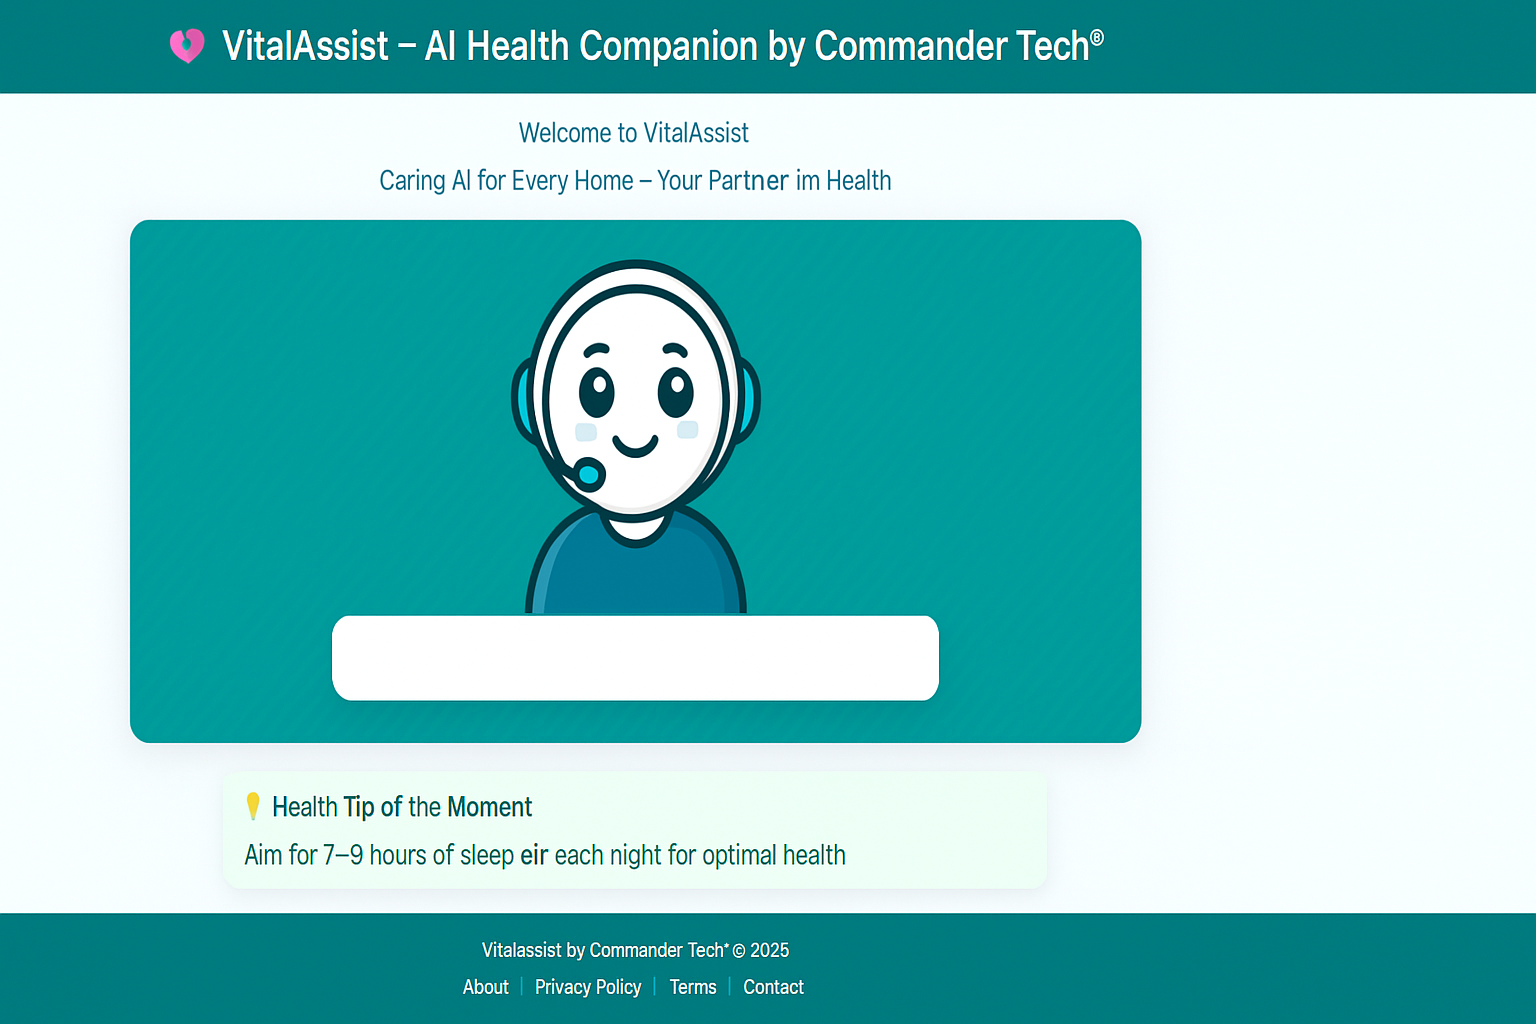 VitalAssist – AI Health Companion by Commander Tech®
Welcome to VitalAssist
Caring AI for Every Home – Your Partner im Health
Health Tip of the Moment
Aim for 7–9 hours of sleep eir each night for optimal health
Vitalassist by Commander Tech* © 2025
About | Privacy Policy | Terms | Contact